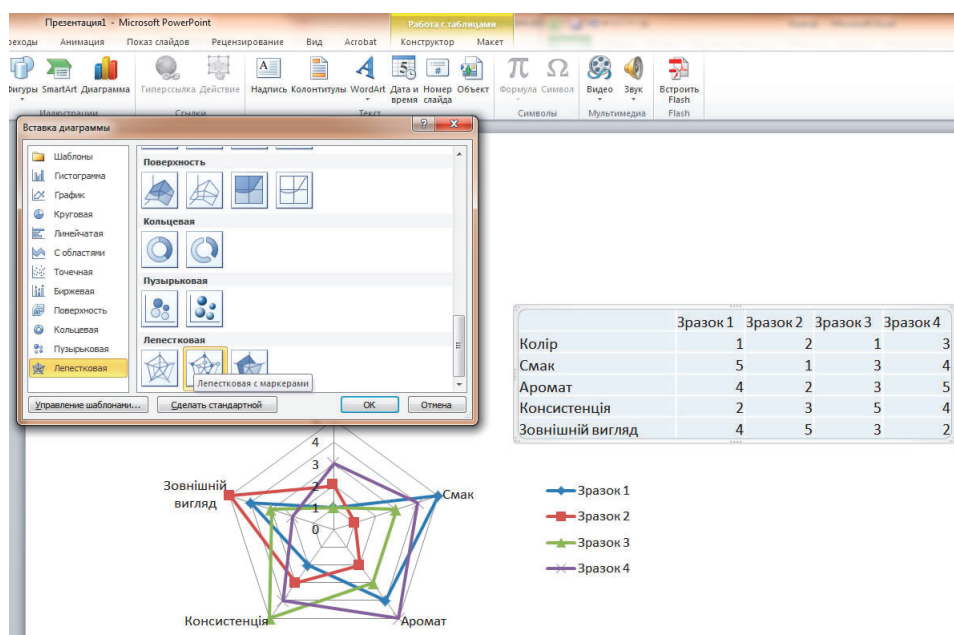 Презентация1 - Microsoft PowerPoint
Работа с таблицами
реходы Анимация Показ слайдов Рецензирование Вид Acrobat Конструктор Макет
Фигуры SmartArt Диаграмма Гиперссылка Действие Надпись Колонтитулы WordArt Дата и время Номер слайда Объект Формула Символ Видео Звук Встроить Flash
Иллюстрации Ссылки Текст Символы Мультимедиа Flash
Вставка диаграммы
Шаблоны
Гистограмма
График
Круговая
Линейчатая
С областями
Точечная
Биржевая
Поверхность
Кольцевая
Пузырьковая
Лепестковая
Поверхность
Кольцевая
Пузырьковая
Лепестковая
Лепестковая с маркерами
Управление шаблонами... Сделать стандартной ОК Отмена
Зразок 1 Зразок 2 Зразок 3 Зразок 4
Колір 1 2 1 3
Смак 5 1 3 4
Аромат 4 2 3 5
Консистенція 2 3 5 4
Зовнішній вигляд 4 5 3 2
4
3
2
1
0
Зовнішній
вигляд
Смак
Консистенція
Аромат
Зразок 1
Зразок 2
Зразок 3
Зразок 4